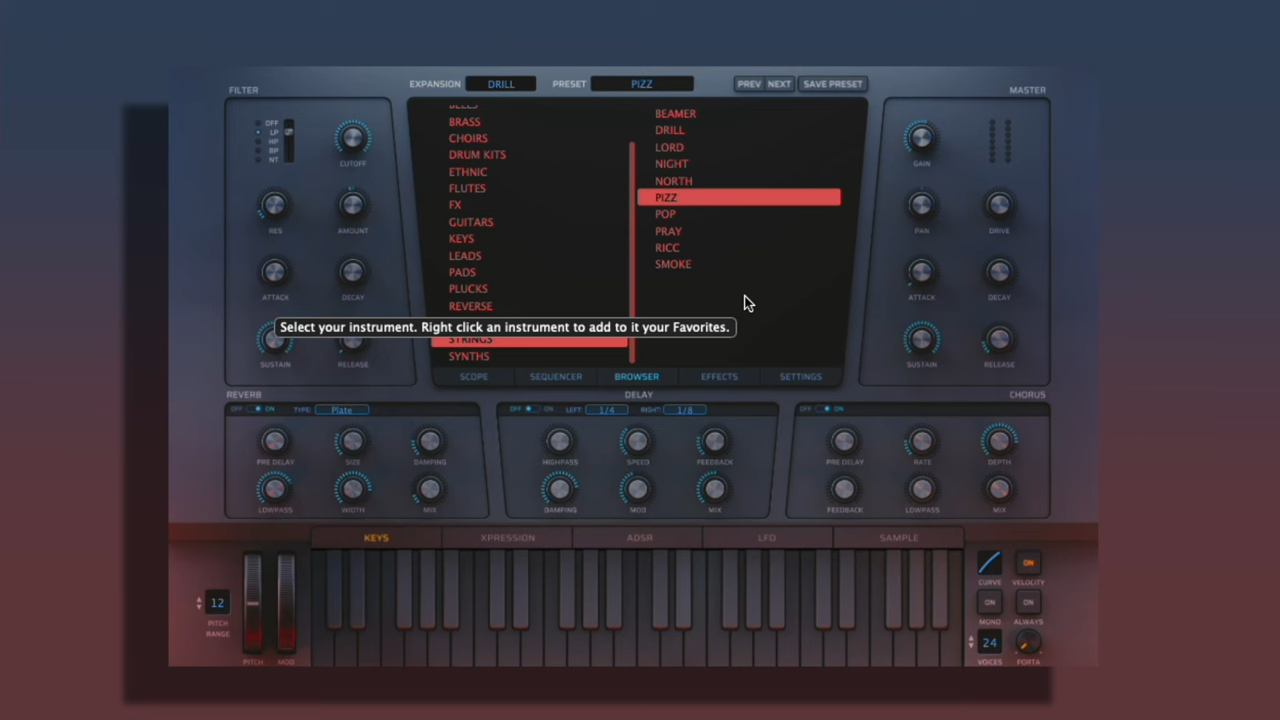 EXPANSION DRILL PRESET PIZZ PREV NEXT SAVE PRESET
FILTER
MASTER
OFF
LP
HP
BP
NT
CUTOFF
RES
AMOUNT
ATTACK
DECAY
SUSTAIN
RELEASE
BELLS
BRASS
CHOIRS
DRUM KITS
ETHNIC
FLUTES
FX
GUITARS
KEYS
LEADS
PADS
PLUCKS
REVERSE
STRINGS
SYNTHS
BEAMER
DRILL
LORD
NIGHT
NORTH
PIZZ
POP
PRAY
RICC
SMOKE
Select your instrument. Right click an instrument to add to it your Favorites.
SCOPE SEQUENCER BROWSER EFFECTS SETTINGS
GAIN
PAN
DRIVE
ATTACK
DECAY
SUSTAIN
RELEASE
REVERB
OFF ON TYPE: Plate
PRE DELAY SIZE DAMPING
LOWPASS WIDTH MIX
DELAY
OFF ON LEFT: 1/4 RIGHT: 1/8
HIGHPASS SPEED FEEDBACK
DAMPING MOD MIX
CHORUS
OFF ON
PRE DELAY RATE DEPTH
FEEDBACK LOWPASS MIX
KEYS XPRESSION ADSR LFO SAMPLE
12
PITCH
RANGE
PITCH MOD
CURVE
ON
VELOCITY
ON
MONO
ON
ALWAYS
24
VOICES
PORTA